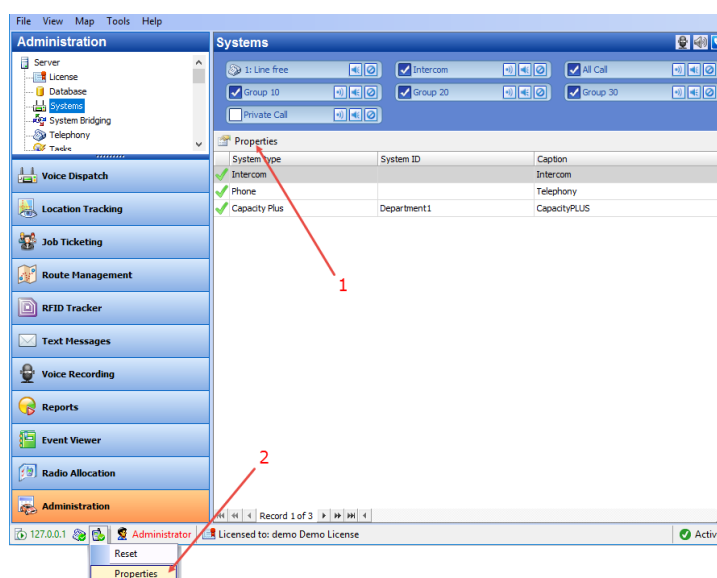 File View Map Tools Help
Administration
Server
License
Database
Systems
System Bridging
Telephony
Tasks
Voice Dispatch
Location Tracking
Job Ticketing
Route Management
RFID Tracker
Text Messages
Voice Recording
Reports
Event Viewer
Radio Allocation
Administration
Systems
1: Line free Intercom All Call
Group 10 Group 20 Group 30
Private Call
Properties
System type System ID Caption
Intercom Intercom
Phone Telephony
Capacity Plus Department1 CapacityPLUS
1
2
Record 1 of 3
127.0.0.1 Administrator Licensed to: demo Demo License
Reset
Properties